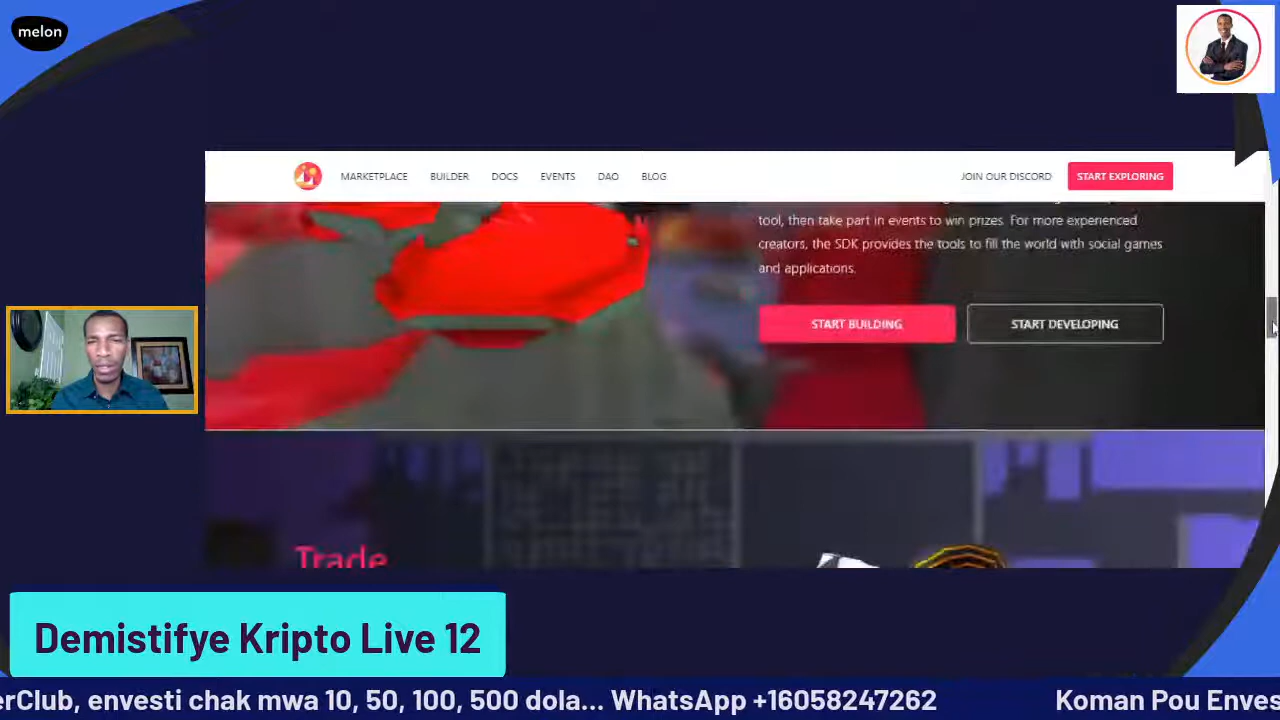 melon
MARKETPLACE BUILDER DOCS EVENTS DAO BLOG JOIN OUR DISCORD START EXPLORING
tool, then take part in events to win prizes. For more experienced
creators, the SDK provides the tools to fill the world with social games
and applications.
START BUILDING START DEVELOPING
Trade
Demistifye Kripto Live 12
erClub, envesti chak mwa 10, 50, 100, 500 dola... WhatsApp +16058247262 Koman Pou Enves